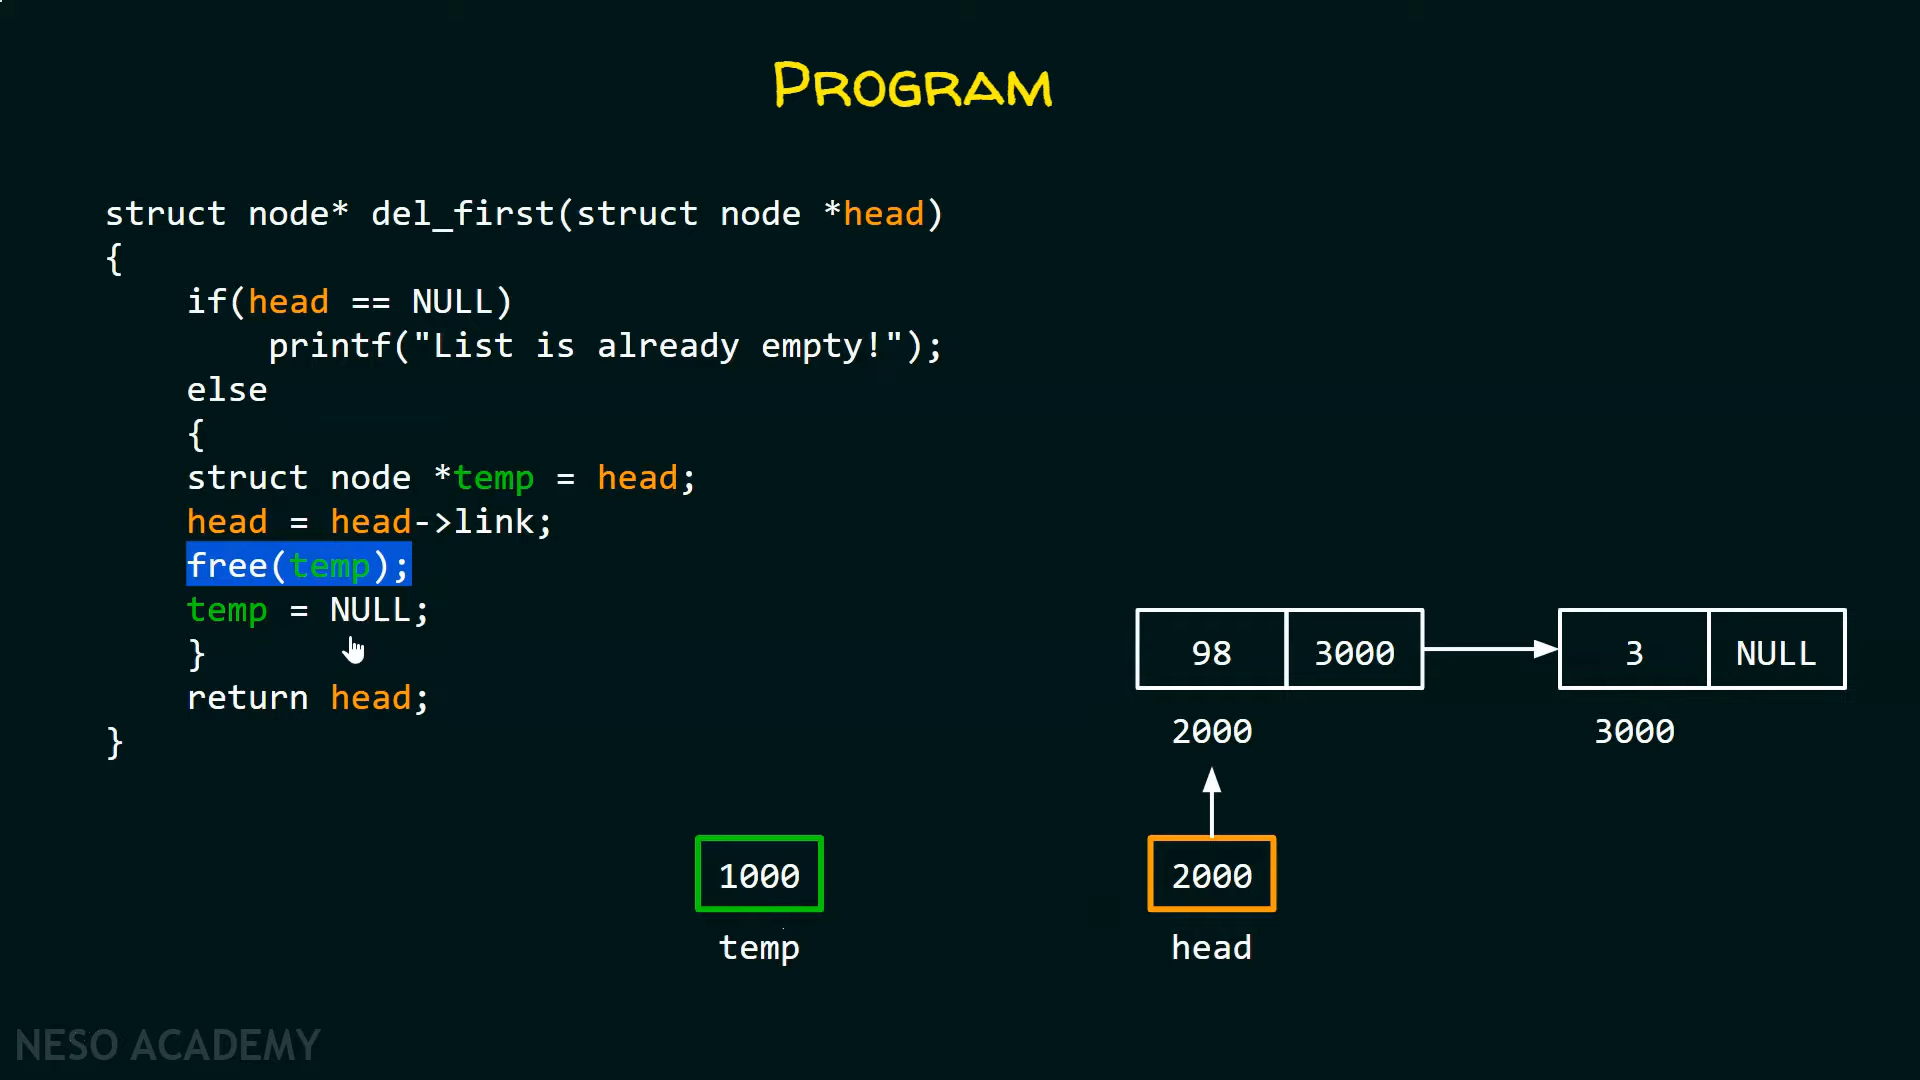 PROGRAM
struct node* del_first(struct node *head)
{
if(head == NULL)
printf("List is already empty!");
else
{
struct node *temp = head;
head = head->link;
free(temp);
temp = NULL;
}
return head;
}
98 3000 3 NULL
2000 3000
1000 2000
temp head
NESO ACADEMY